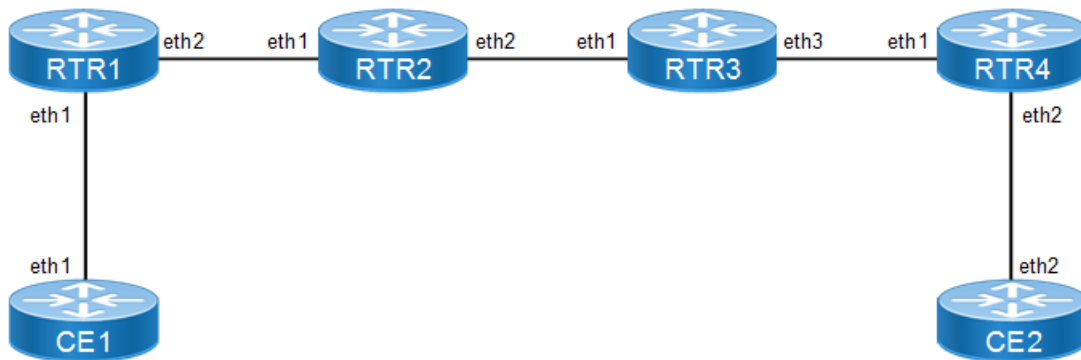 eth2 eth1 eth2 eth1 eth3 eth1
RTR1 RTR2 RTR3 RTR4
eth1 eth2
eth1 eth2
CE1 CE2